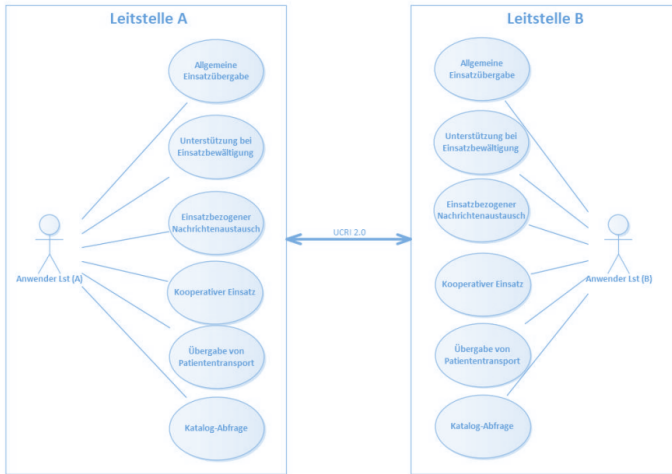 Leitstelle A
Allgemeine
Einsatzübergabe
Unterstützung bei
Einsatzbewältigung
Einsatzbezogener
Nachrichtenaustausch
Anwender Lst (A)
Kooperativer Einsatz
Übergabe von
Patiententransport
Katalog-Abfrage
UCRI 2.0
Leitstelle B
Allgemeine
Einsatzübergabe
Unterstützung bei
Einsatzbewältigung
Einsatzbezogener
Nachrichtenaustausch
Anwender Lst (B)
Kooperativer Einsatz
Übergabe von
Patiententransport
Katalog-Abfrage